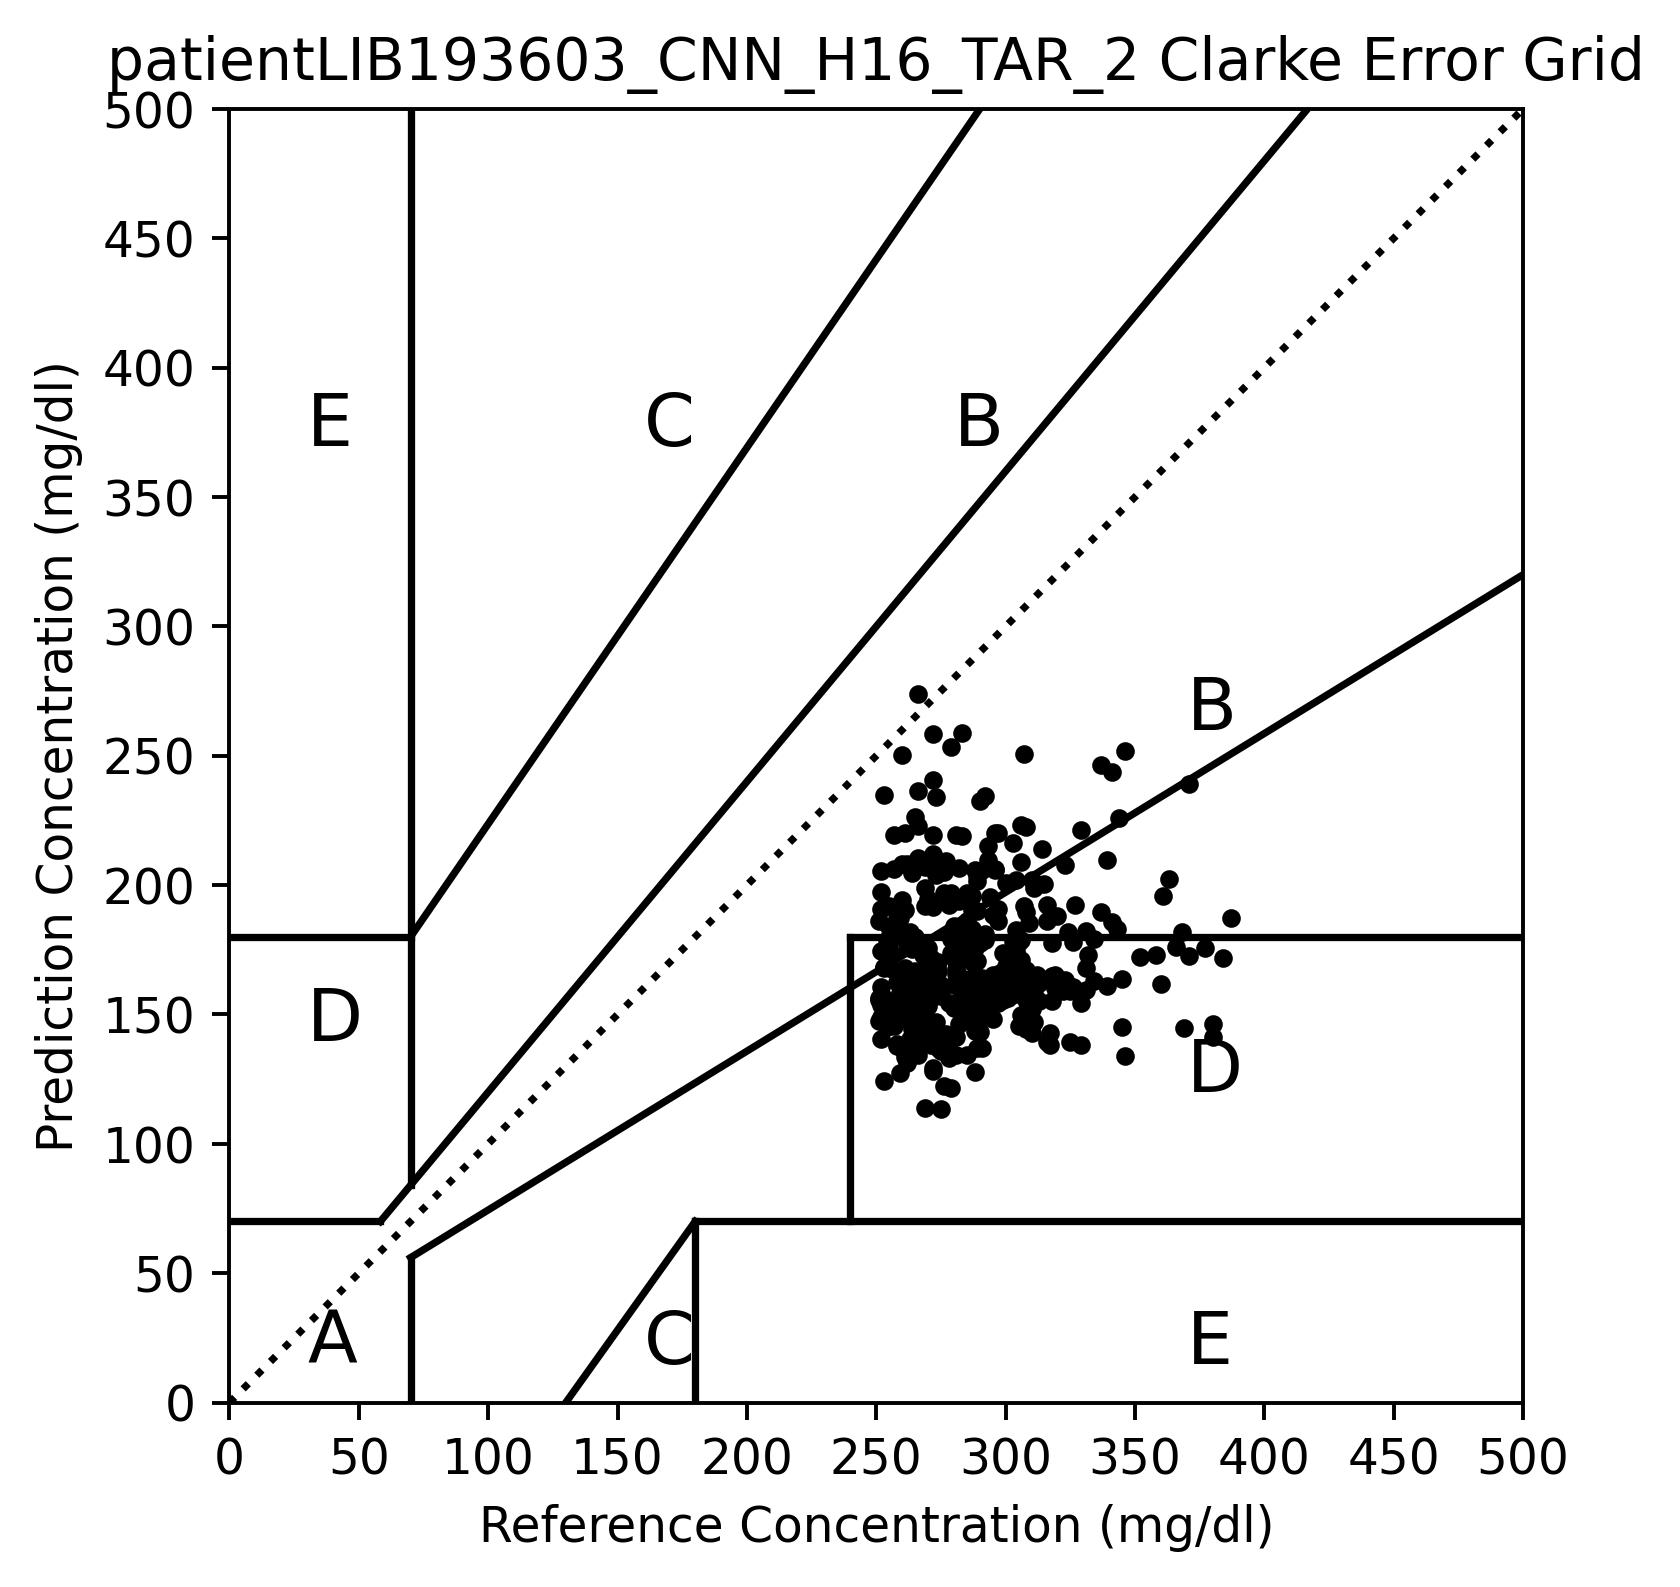 patientLIB193603_CNN_H16_TAR_2 Clarke Error Grid
500
450
400
350
300
250
200
150
100
50
0
Prediction Concentration (mg/dl)
E
C
B
B
D
D
A
C
E
0 50 100 150 200 250 300 350 400 450 500
Reference Concentration (mg/dl)